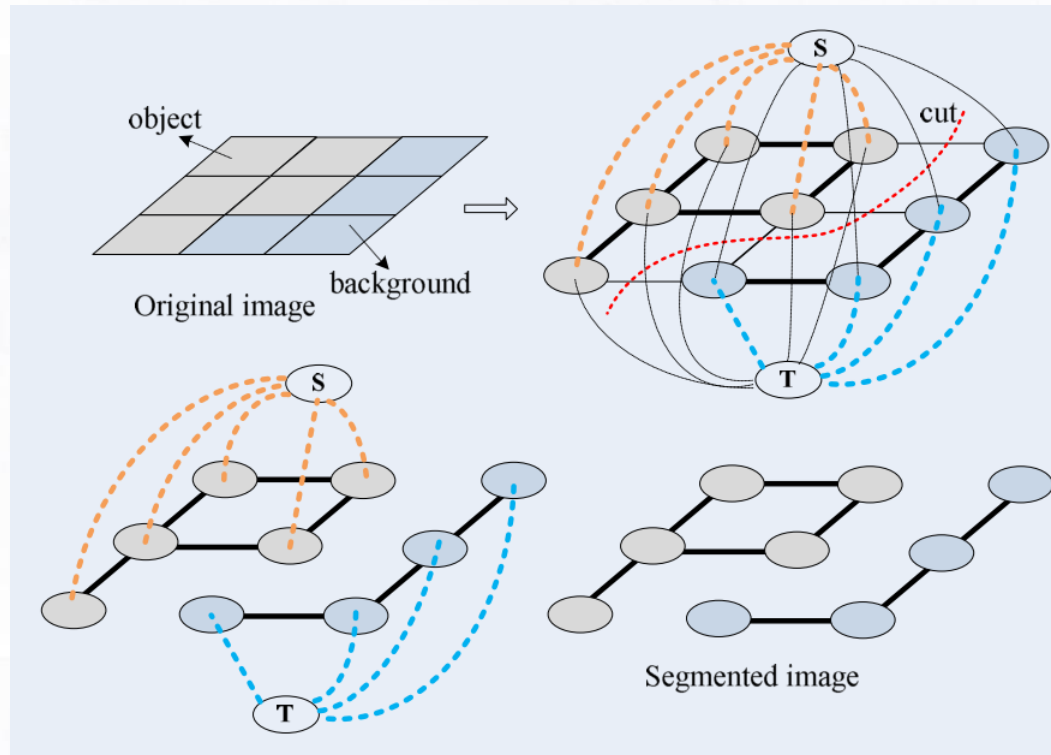 S
cut
object
background
Original image
T
S
T
Segmented image